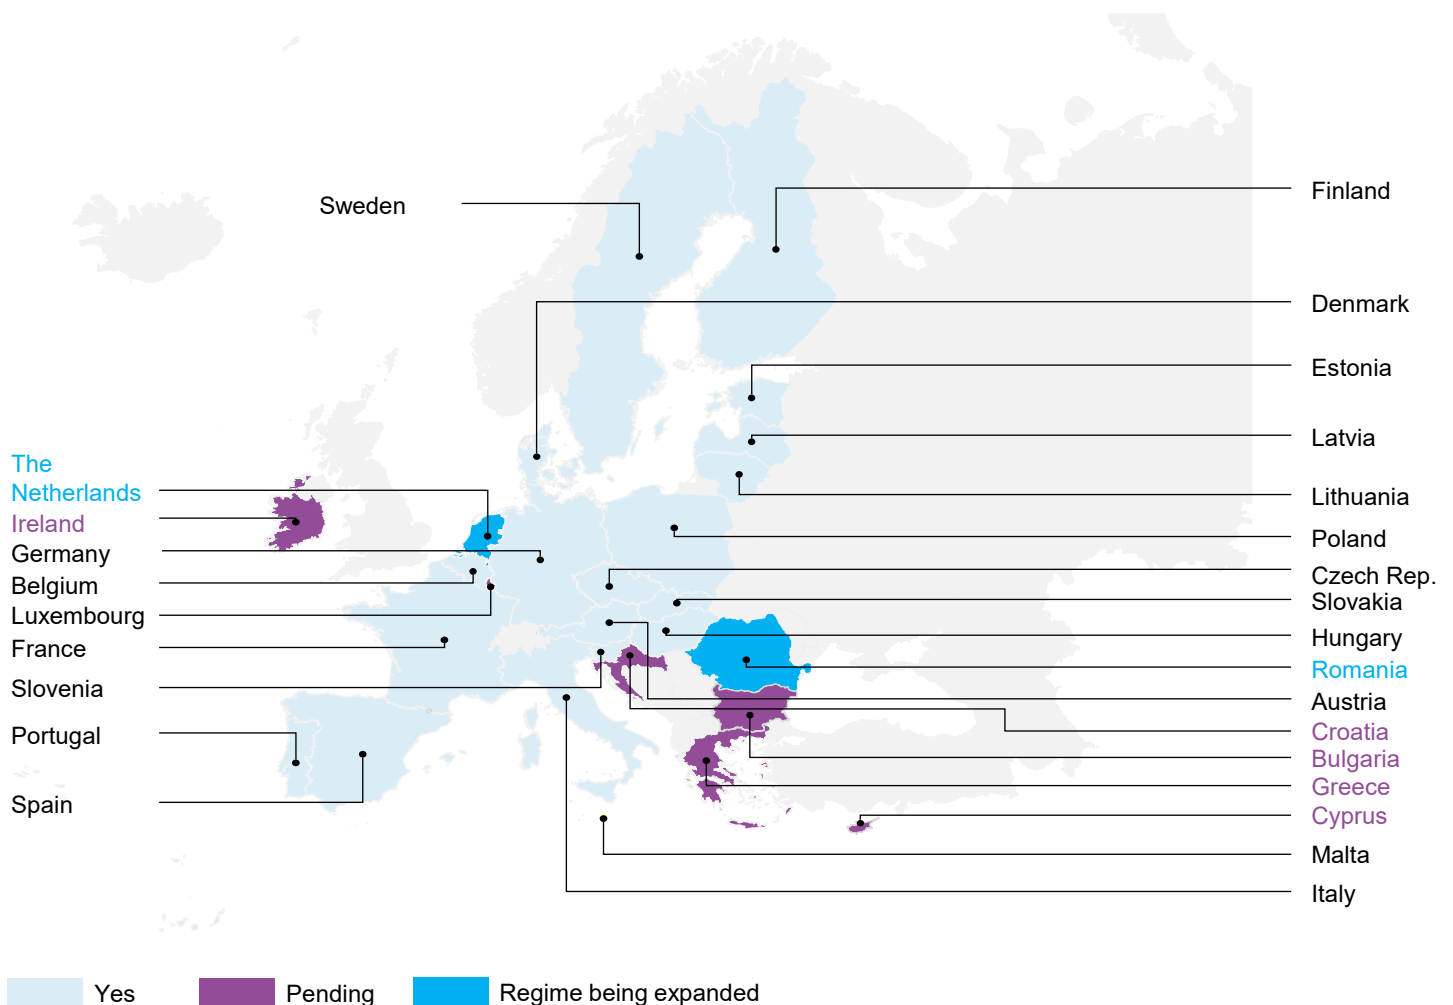 Sweden
The
Netherlands
Ireland
Germany
Belgium
Luxembourg
France
Slovenia
Portugal
Spain
Finland
Denmark
Estonia
Latvia
Lithuania
Poland
Czech Rep.
Slovakia
Hungary
Romania
Austria
Croatia
Bulgaria
Greece
Cyprus
Malta
Italy
Yes
Pending
Regime being expanded